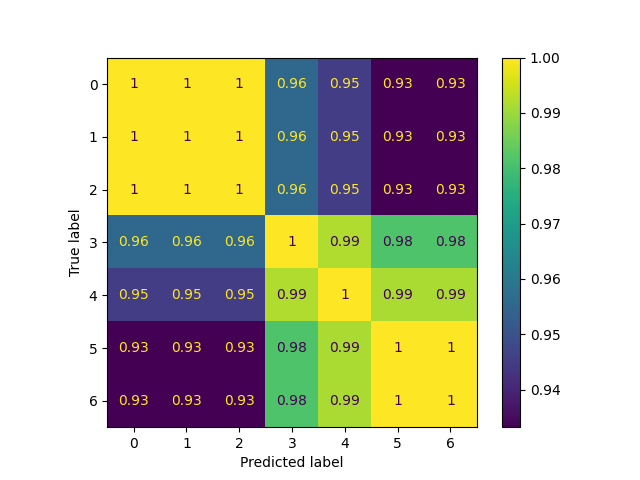 1.00
0 1 1 1 0.96 0.95 0.93 0.93
0.99
1 1 1 1 0.96 0.95 0.93 0.93
0.98
2 1 1 1 0.96 0.95 0.93 0.93
0.97
3 0.96 0.96 0.96 1 0.99 0.98 0.98
0.96
4 0.95 0.95 0.95 0.99 1 0.99 0.99
0.95
5 0.93 0.93 0.93 0.98 0.99 1 1
0.94
6 0.93 0.93 0.93 0.98 0.99 1 1
0 1 2 3 4 5 6
Predicted label
True label